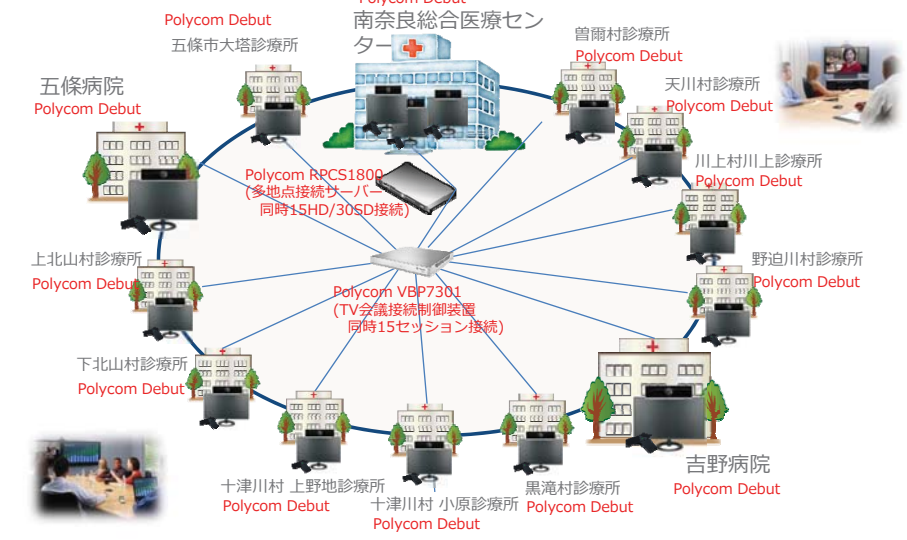 Polycom Debut
Polycom Debut
南奈良総合医療セン
ター
五條市大塔診療所
曽爾村診療所
Polycom Debut
五條病院
Polycom Debut
天川村診療所
Polycom Debut
川上村川上診療所
Polycom Debut
Polycom RPCS1800
(多地点接続サーバー
同時15HD/30SD接続)
上北山村診療所
Polycom Debut
野迫川村診療所
Polycom Debut
Polycom VBP7301
(TV会議接続制御装置
同時15セッション接続)
下北山村診療所
Polycom Debut
吉野病院
Polycom Debut
十津川村 上野地診療所
Polycom Debut
十津川村 小原診療所
Polycom Debut
黒滝村診療所
Polycom Debut